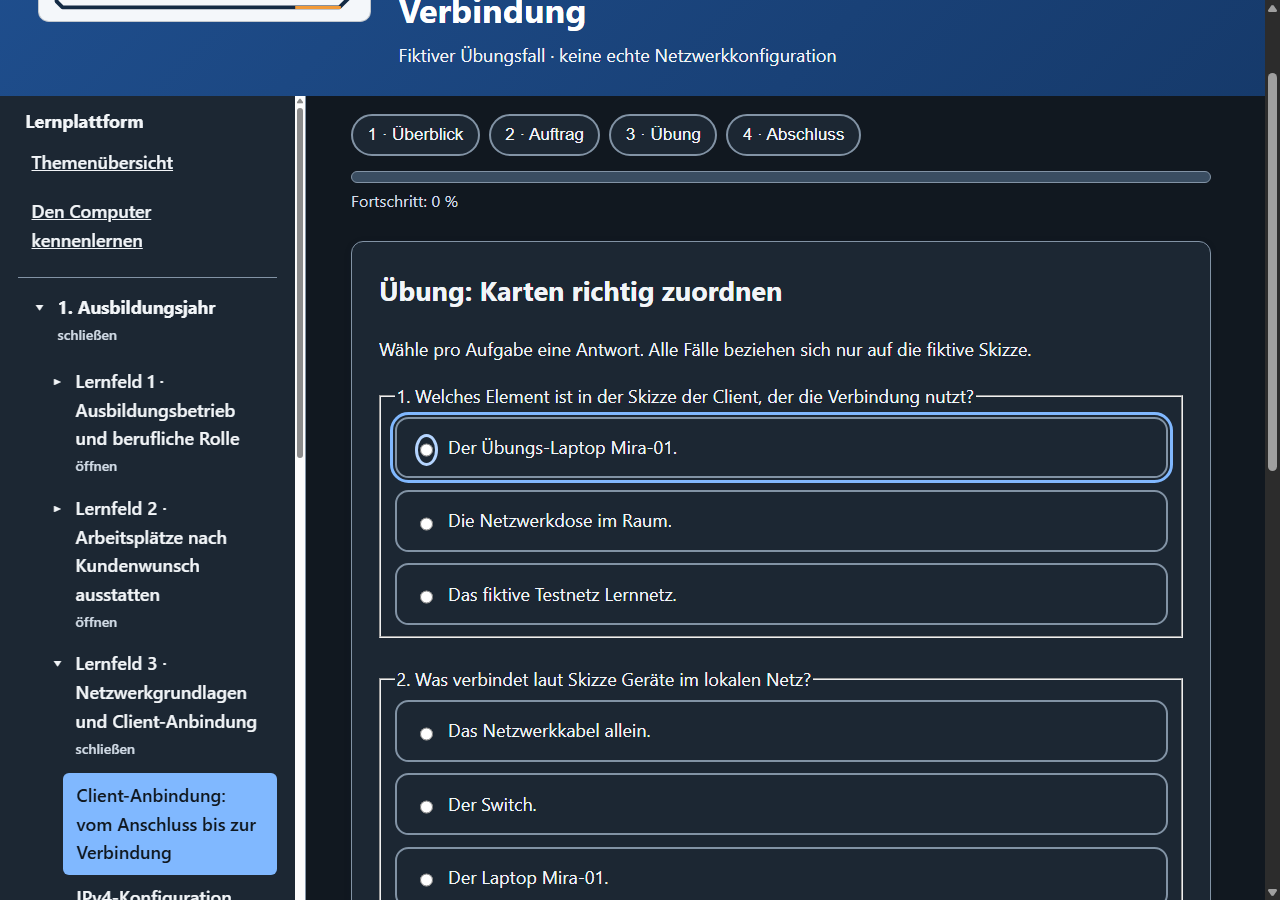 Verbindung
Fiktiver Übungsfall · keine echte Netzwerkkonfiguration
Lernplattform
Themenübersicht
Den Computer
kennenlernen
1. Ausbildungsjahr
schließen
Lernfeld 1 ·
Ausbildungsbetrieb
und berufliche Rolle
öffnen
Lernfeld 2 ·
Arbeitsplätze nach
Kundenwunsch
ausstatten
öffnen
Lernfeld 3 ·
Netzwerkgrundlagen
und Client-Anbindung
schließen
Client-Anbindung:
vom Anschluss bis zur
Verbindung
IPv4-Konfiguration
1 · Überblick
2 · Auftrag
3 · Übung
4 · Abschluss
Fortschritt: 0 %
Übung: Karten richtig zuordnen
Wähle pro Aufgabe eine Antwort. Alle Fälle beziehen sich nur auf die fiktive Skizze.
1. Welches Element ist in der Skizze der Client, der die Verbindung nutzt?
Der Übungs-Laptop Mira-01.
Die Netzwerkdose im Raum.
Das fiktive Testnetz Lernnetz.
2. Was verbindet laut Skizze Geräte im lokalen Netz?
Das Netzwerkkabel allein.
Der Switch.
Der Laptop Mira-01.